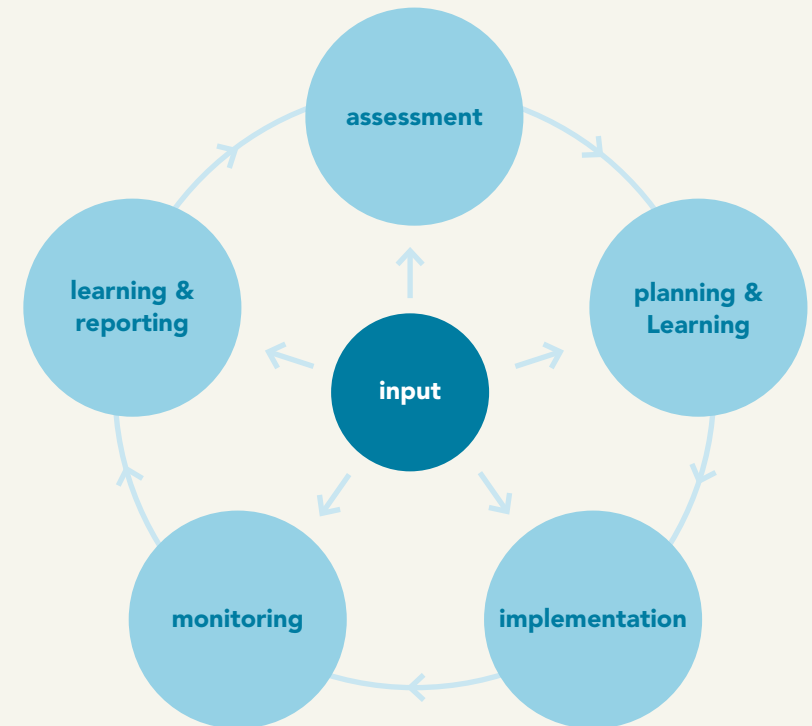 assessment
planning &
Learning
implementation
monitoring
learning &
reporting
input